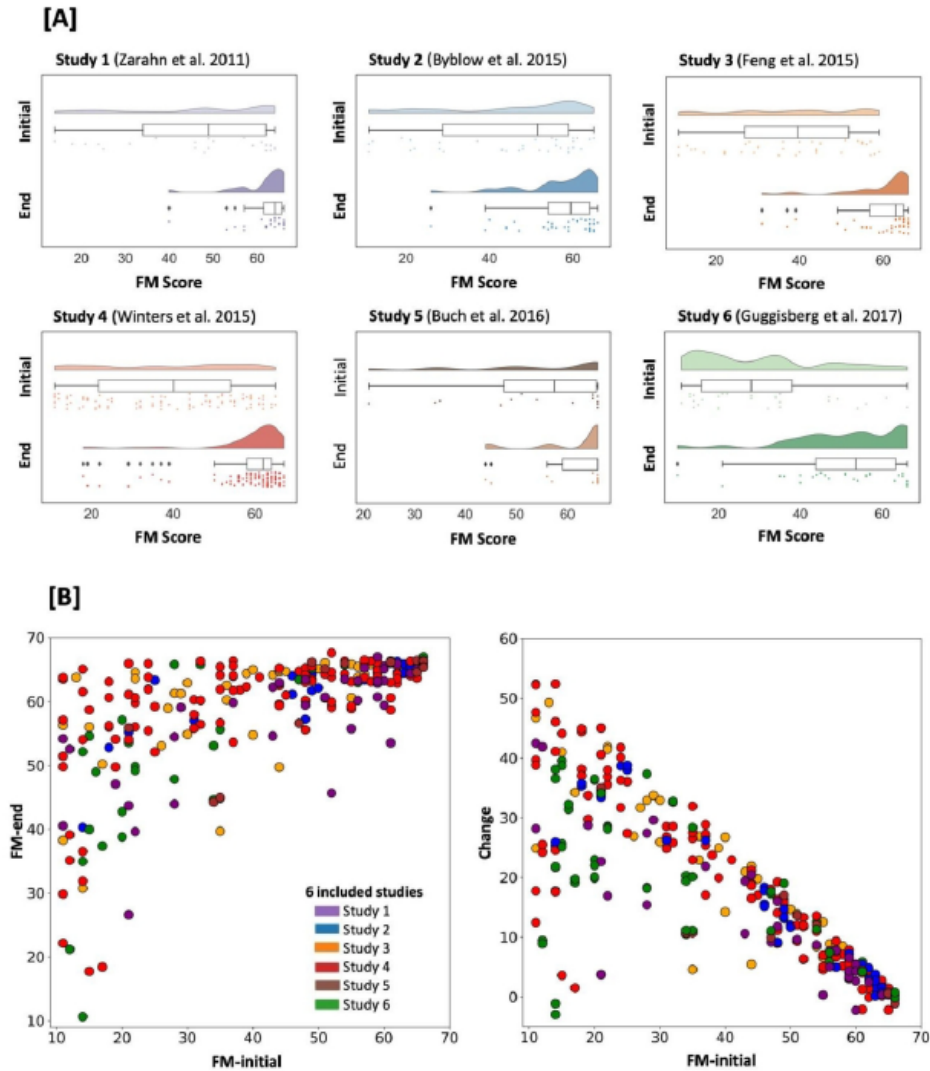 [A]
Study 1 (Zarahn et al. 2011)
Initial
End
20 30 40 50 60
FM Score
Study 2 (Byblow et al. 2015)
Initial
End
20 40 60
FM Score
Study 3 (Feng et al. 2015)
Initial
End
20 40 60
FM Score
Study 4 (Winters et al. 2015)
Initial
End
20 40 60
FM Score
Study 5 (Buch et al. 2016)
Initial
End
20 30 40 50 60
FM Score
Study 6 (Guggisberg et al. 2017)
Initial
End
20 40 60
FM Score
[B]
70
60
50
40
30
20
10
FM-end
6 included studies
Study 1
Study 2
Study 3
Study 4
Study 5
Study 6
10 20 30 40 50 60 70
FM-initial
60
50
40
30
20
10
0
Change
10 20 30 40 50 60 70
FM-initial